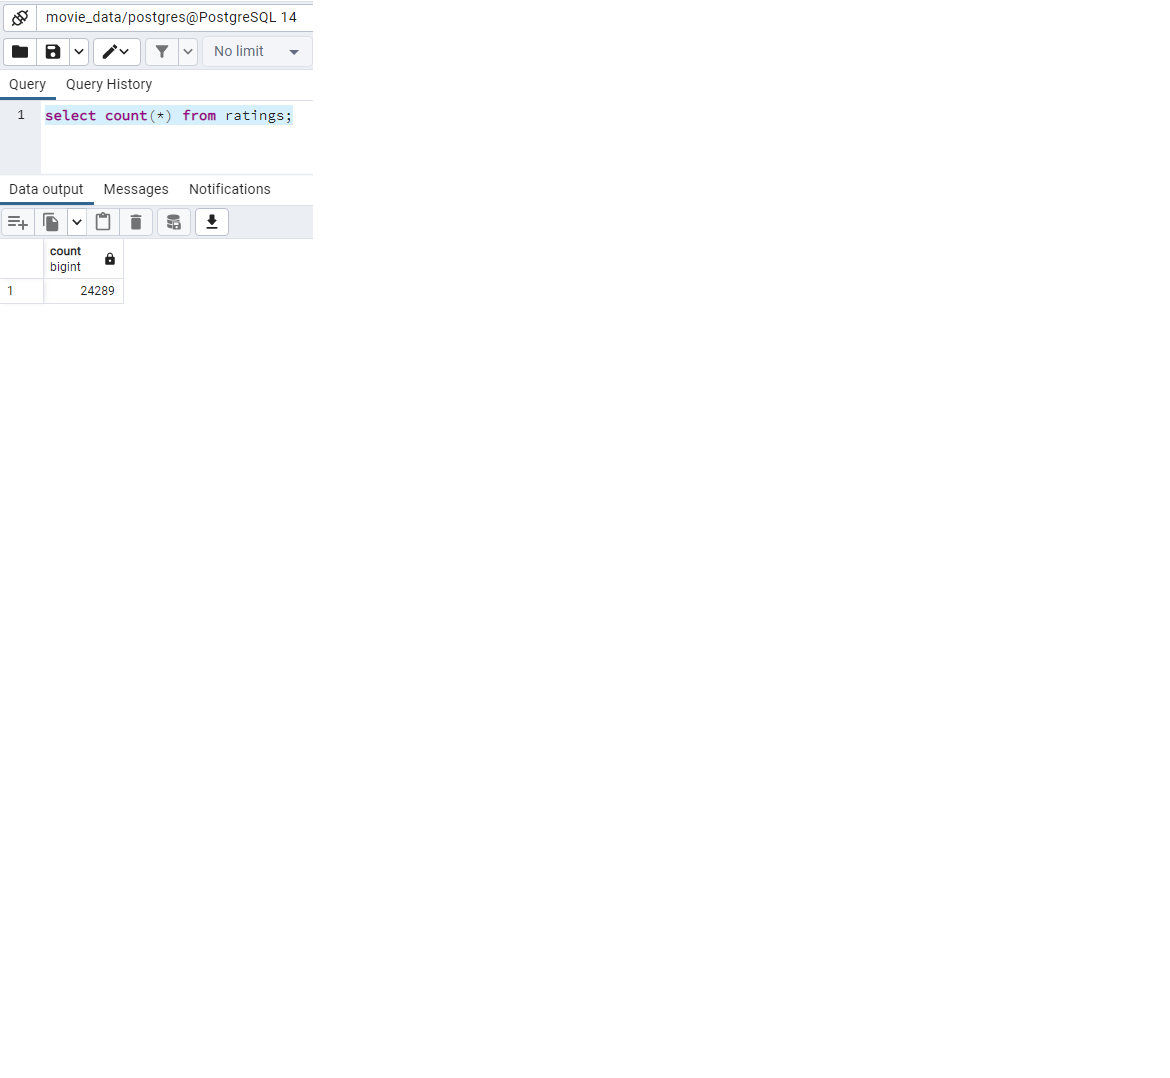 movie_data/postgres@PostgreSQL 14
No limit
Query Query History
1 select count(*) from ratings;
Data output Messages Notifications
count
bigint
1 24289